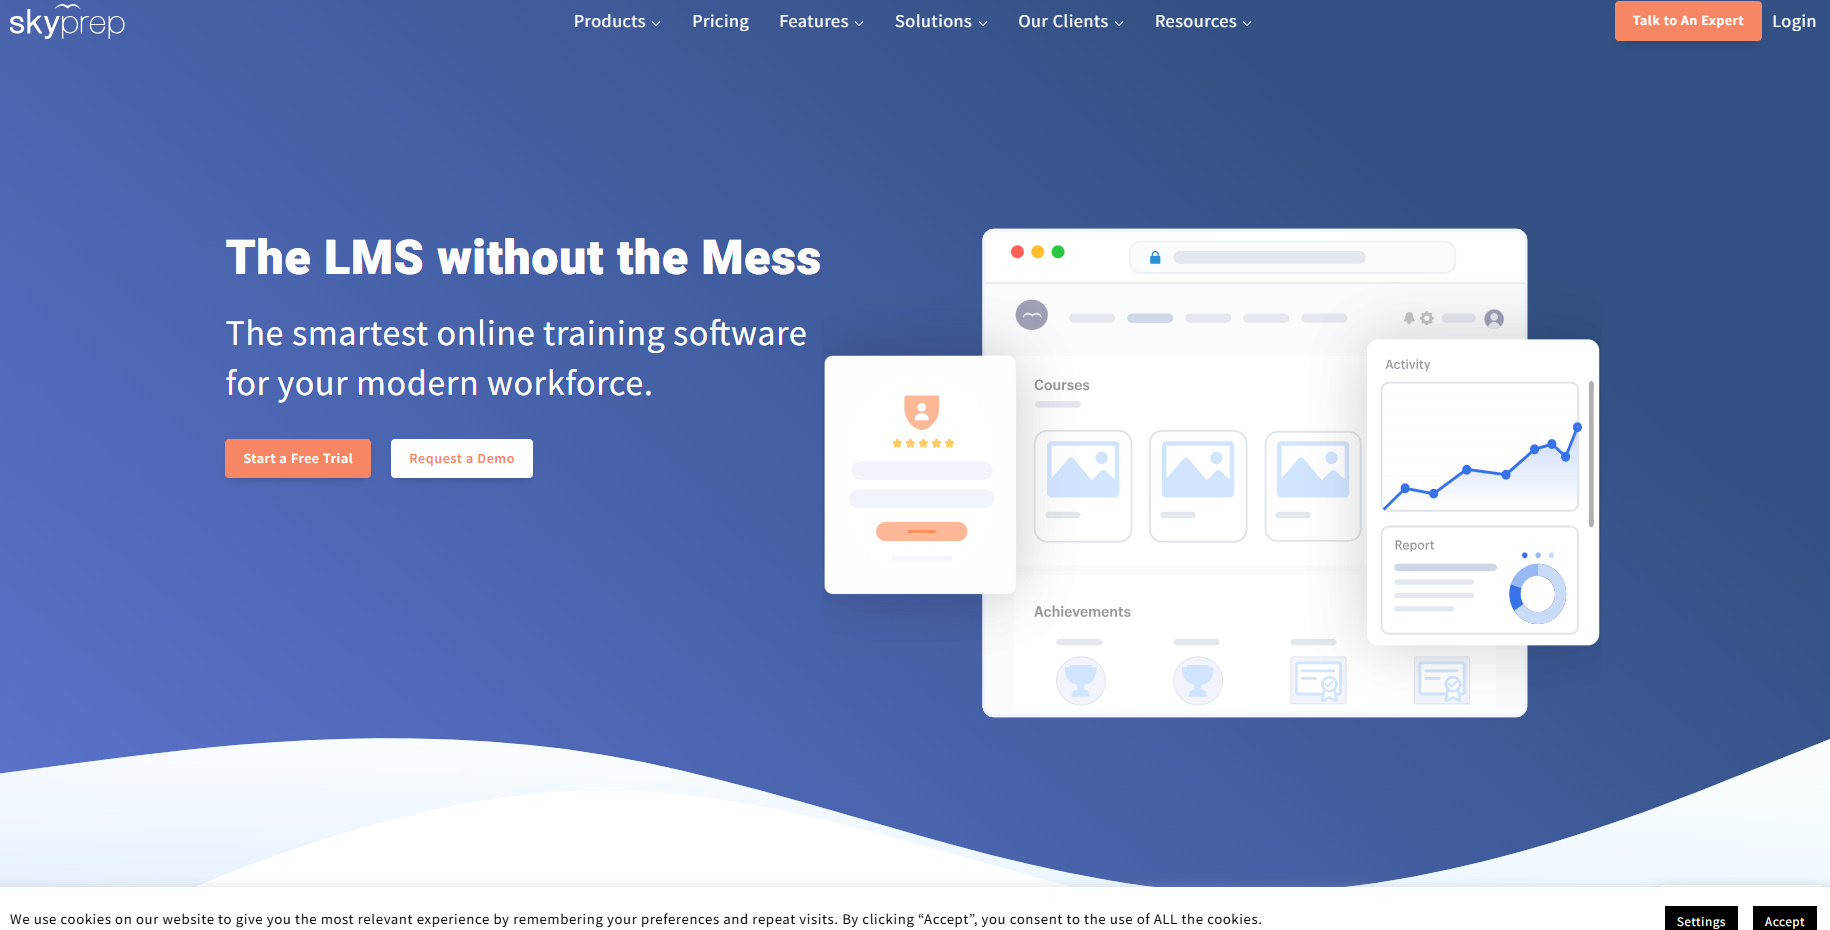 skyprep
Products
Pricing
Features
Solutions
Our Clients
Resources
Talk to An Expert
Login
The LMS without the Mess
The smartest online training software
for your modern workforce.
Start a Free Trial
Request a Demo
Courses
Achievements
Activity
Report
We use cookies on our website to give you the most relevant experience by remembering your preferences and repeat visits. By clicking “Accept”, you consent to the use of ALL the cookies.
Settings
Accept